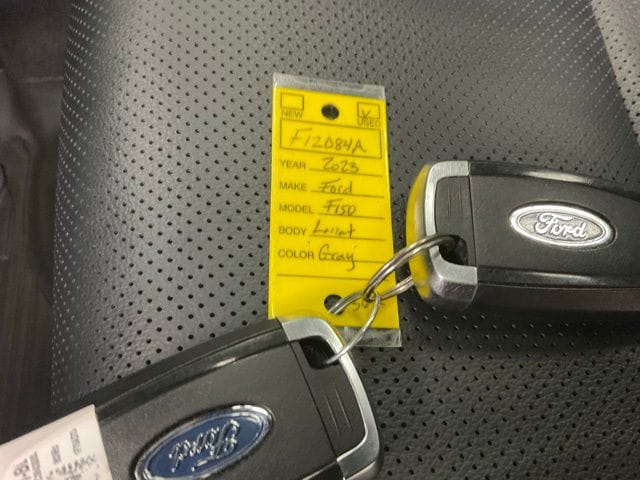 NEW
USED
F12084A
YEAR 2023
MAKE Ford
MODEL F150
BODY Lariat
COLOR Gray
Ford
Ford